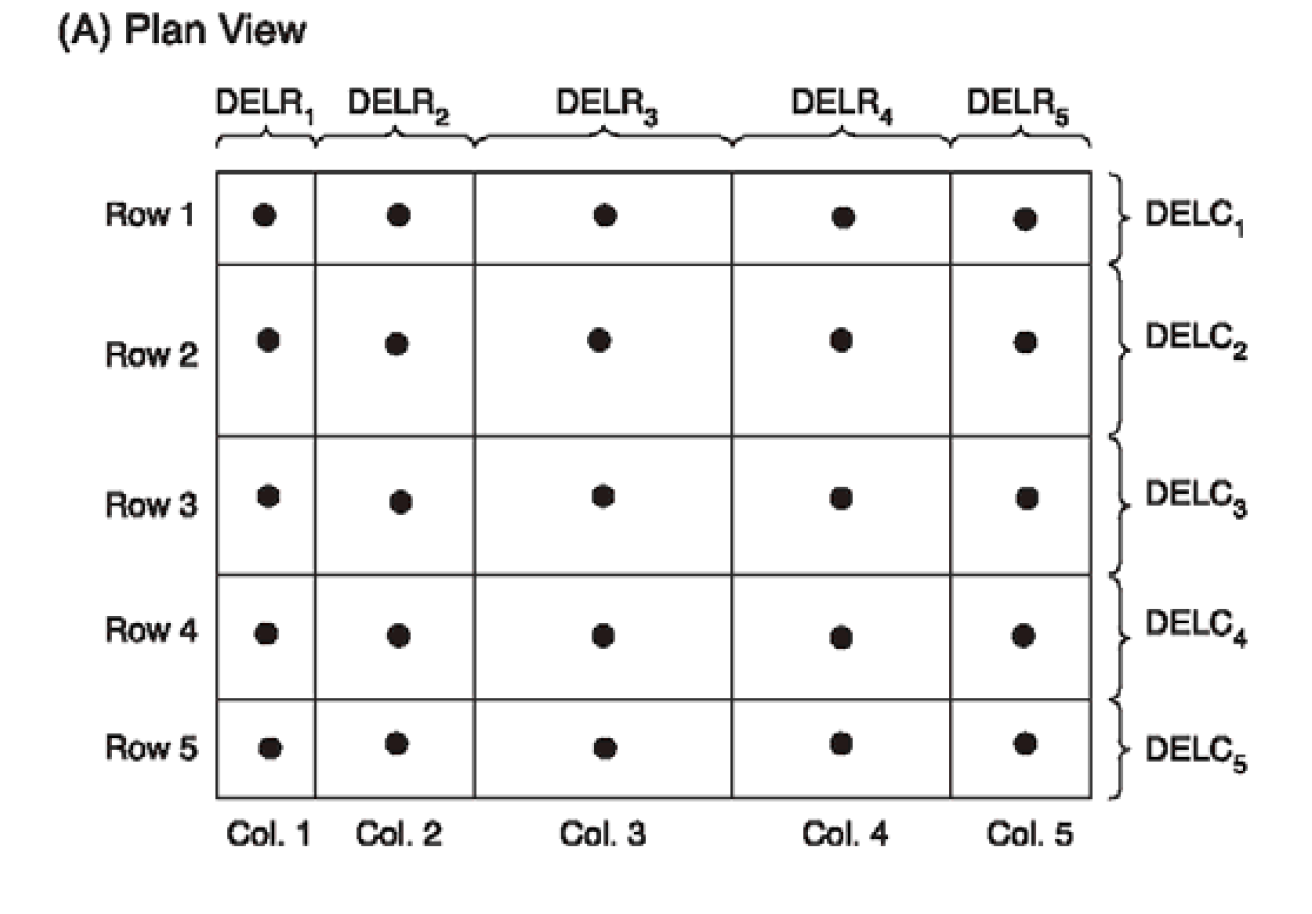 (A) Plan View
DELR₁ DELR₂ DELR₃ DELR₄ DELR₅
Row 1 DELC₁
Row 2 DELC₂
Row 3 DELC₃
Row 4 DELC₄
Row 5 DELC₅
Col. 1 Col. 2 Col. 3 Col. 4 Col. 5